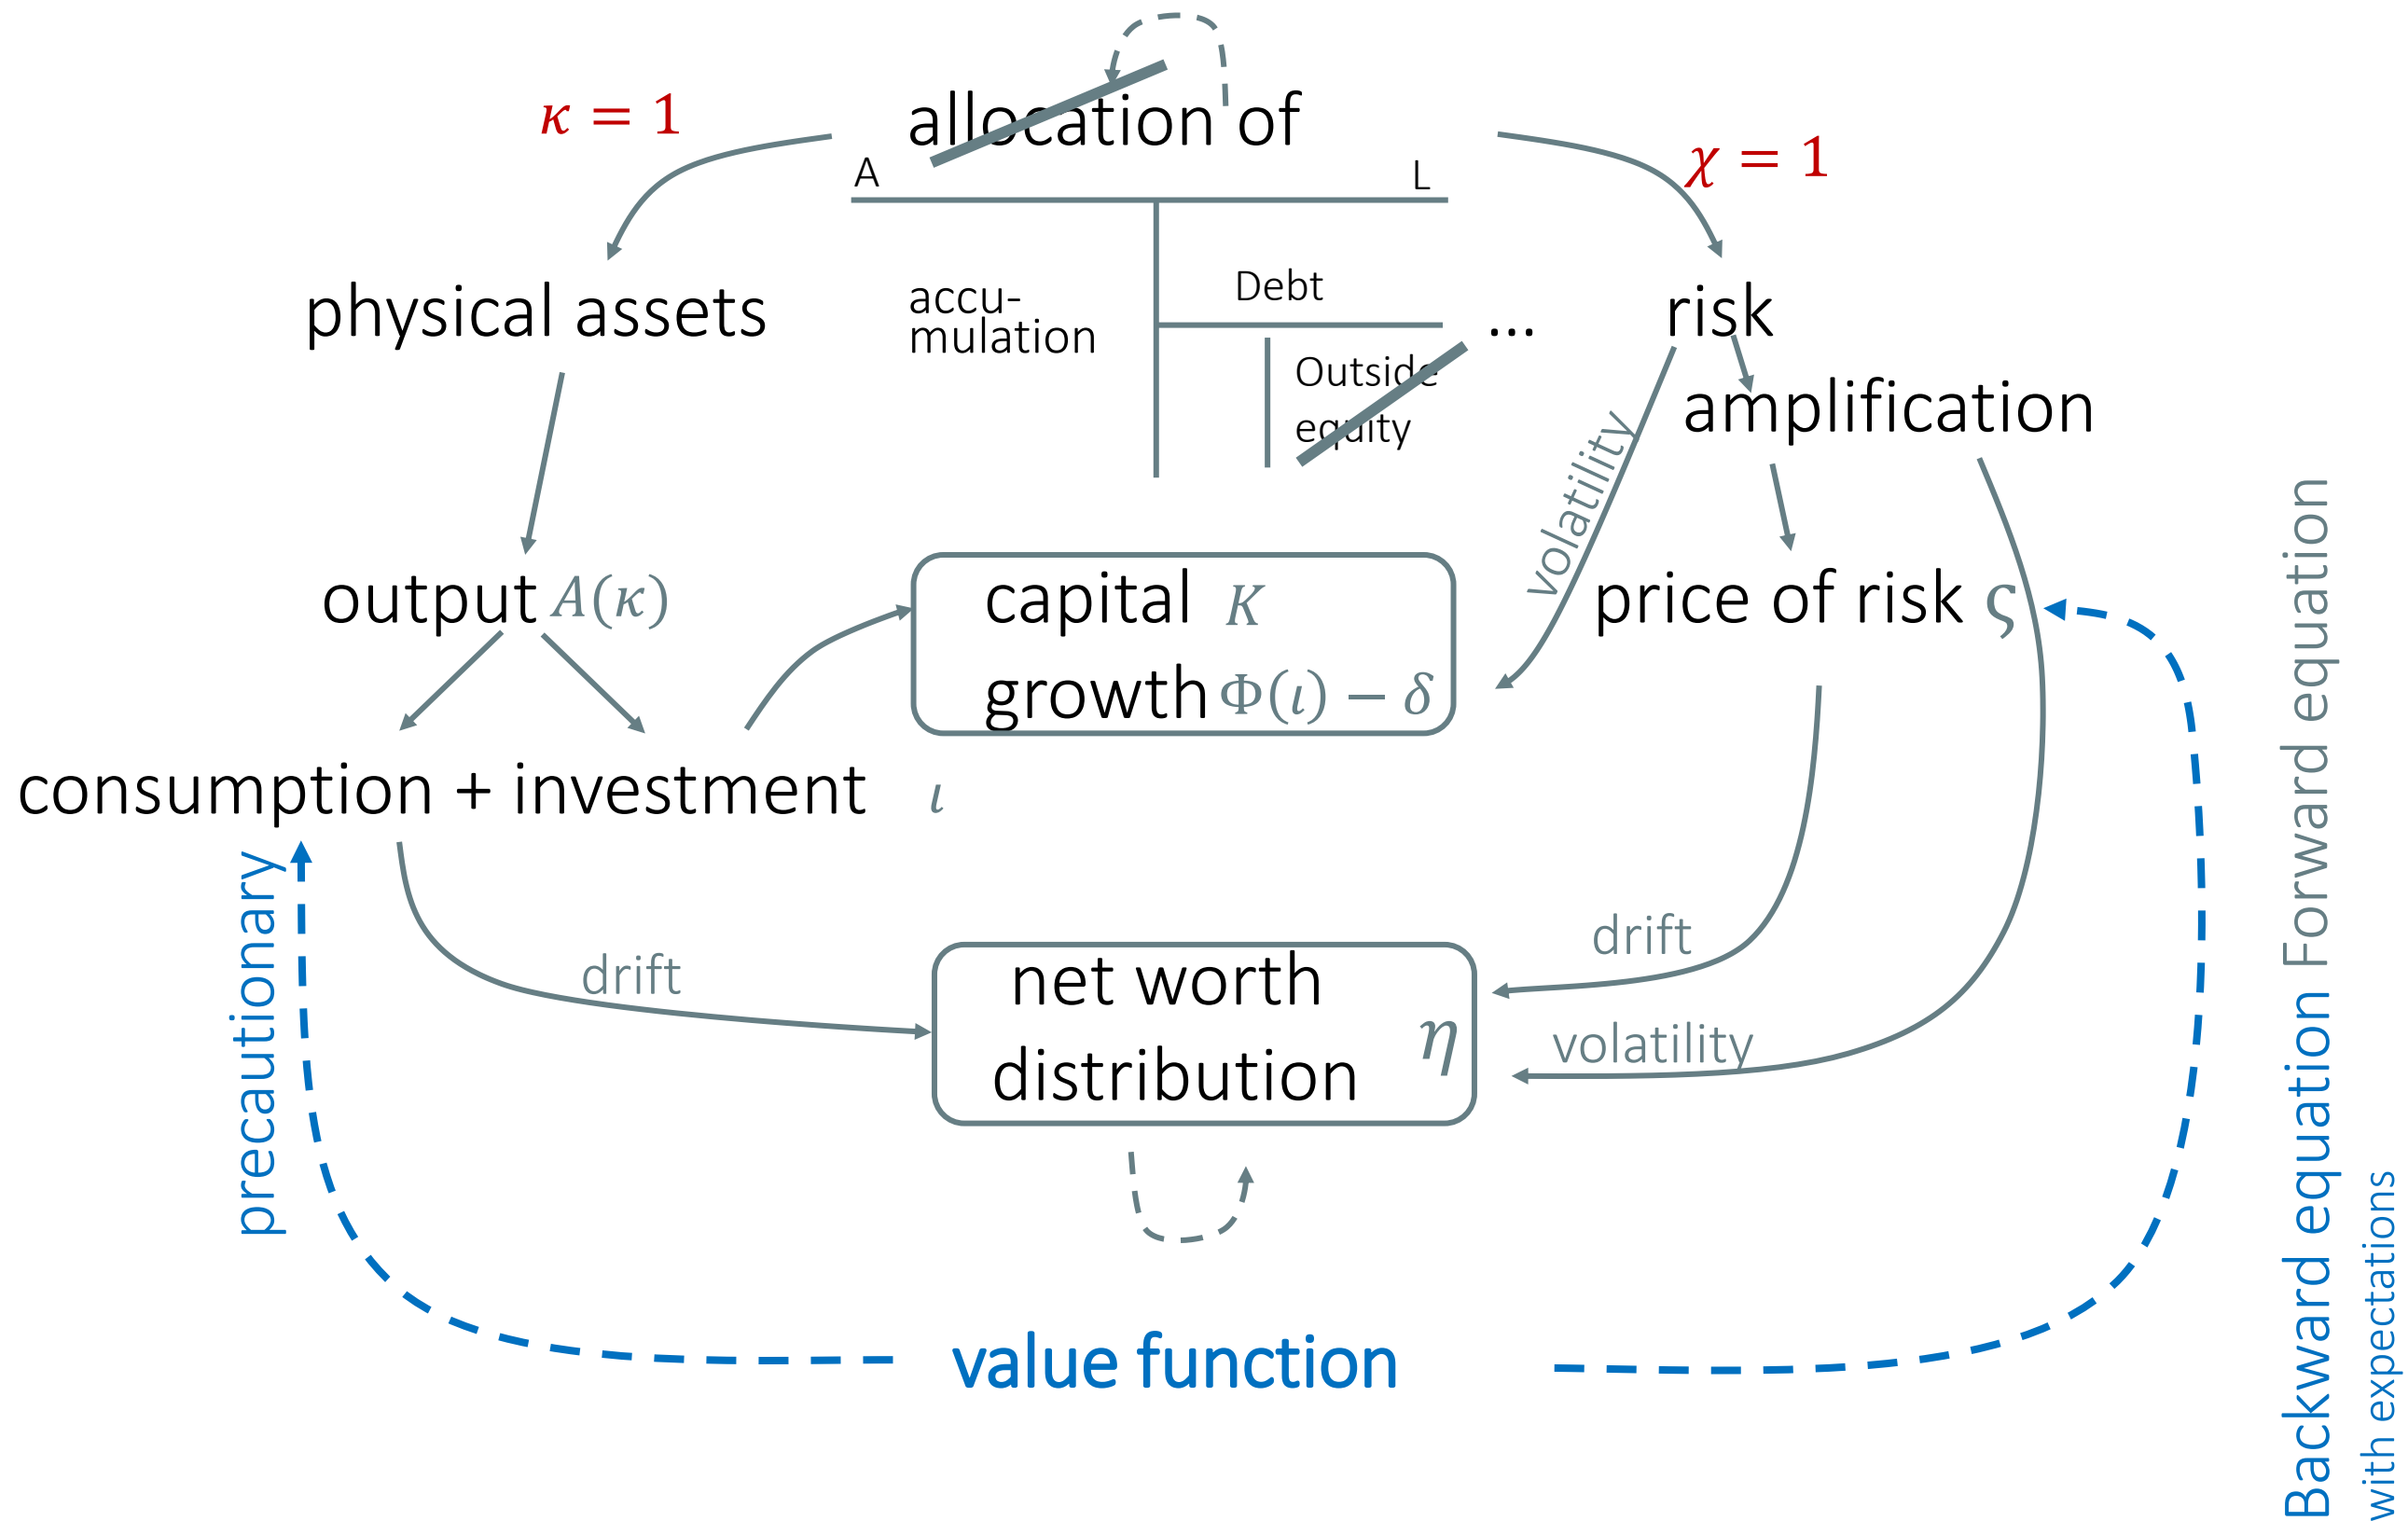 κ = 1
allocation of
χ = 1
A
L
physical assets
accu-
mulation
Debt
Outside
equity
...
risk
amplification
volatility
output A(κ)
capital K
growth Φ(ι) − δ
price of risk ς
consumption + investment ι
precautionary
drift
net worth
distribution
η
drift
volatility
value function
Forward equation
Backward equation
with expectations